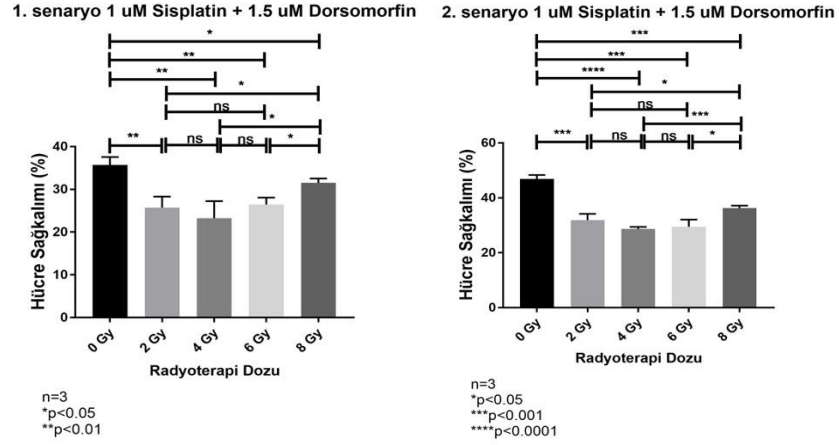 1. senaryo 1 uM Sisplatin + 1.5 uM Dorsomorfin
*
**
**
*
ns
*
** ns ns *
40
30
20
10
0
Hücre Sağkalımı (%)
0 Gy 2 Gy 4 Gy 6 Gy 8 Gy
Radyoterapi Dozu
n=3
*p<0.05
**p<0.01
2. senaryo 1 uM Sisplatin + 1.5 uM Dorsomorfin
***
***
****
*
ns
***
*** ns ns *
60
40
20
0
Hücre Sağkalımı (%)
0 Gy 2 Gy 4 Gy 6 Gy 8 Gy
Radyoterapi Dozu
n=3
*p<0.05
***p<0.001
****p<0.0001